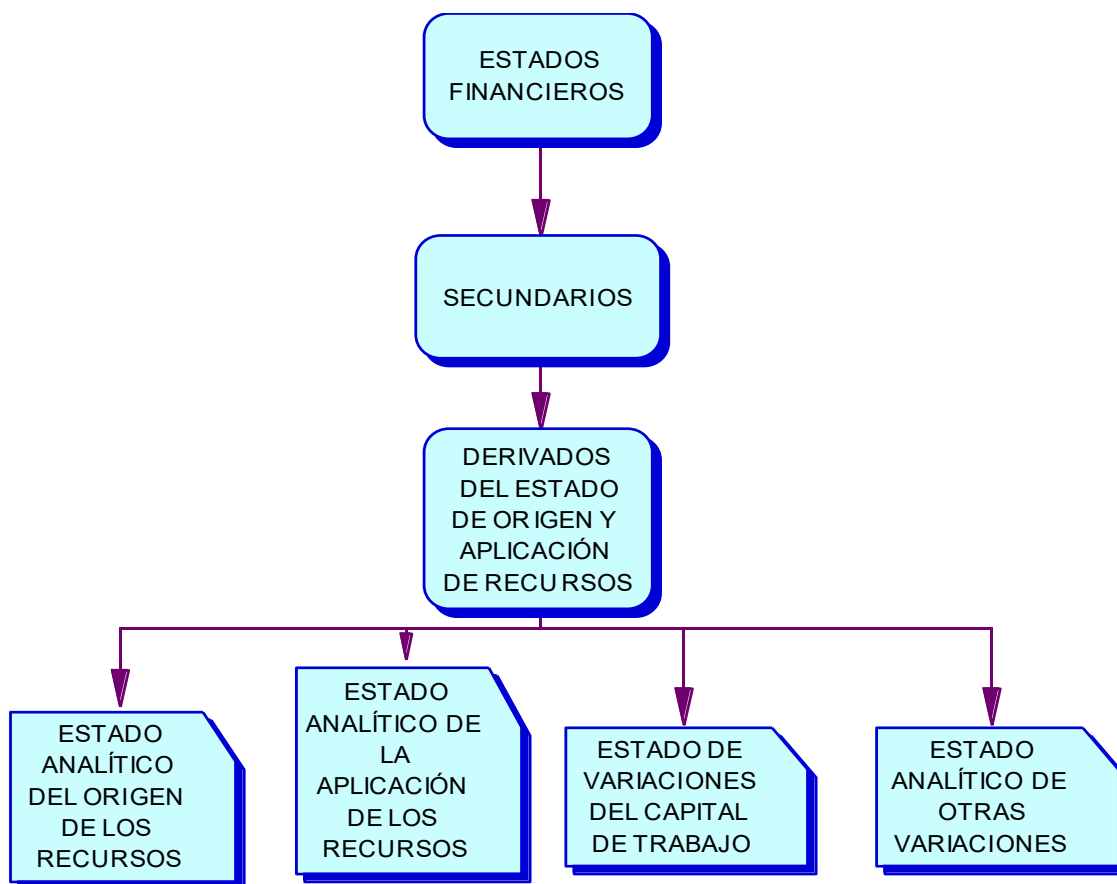 ESTADOS
FINANCIEROS
SECUNDARIOS
DERIVADOS
DEL ESTADO
DE ORIGEN Y
APLICACIÓN
DE RECURSOS
ESTADO
ANALÍTICO
DEL ORIGEN
DE LOS
RECURSOS
ESTADO
ANALÍTICO DE
LA
APLICACIÓN
DE LOS
RECURSOS
ESTADO DE
VARIACIONES
DEL CAPITAL
DE TRABAJO
ESTADO
ANALÍTICO DE
OTRAS
VARIACIONES